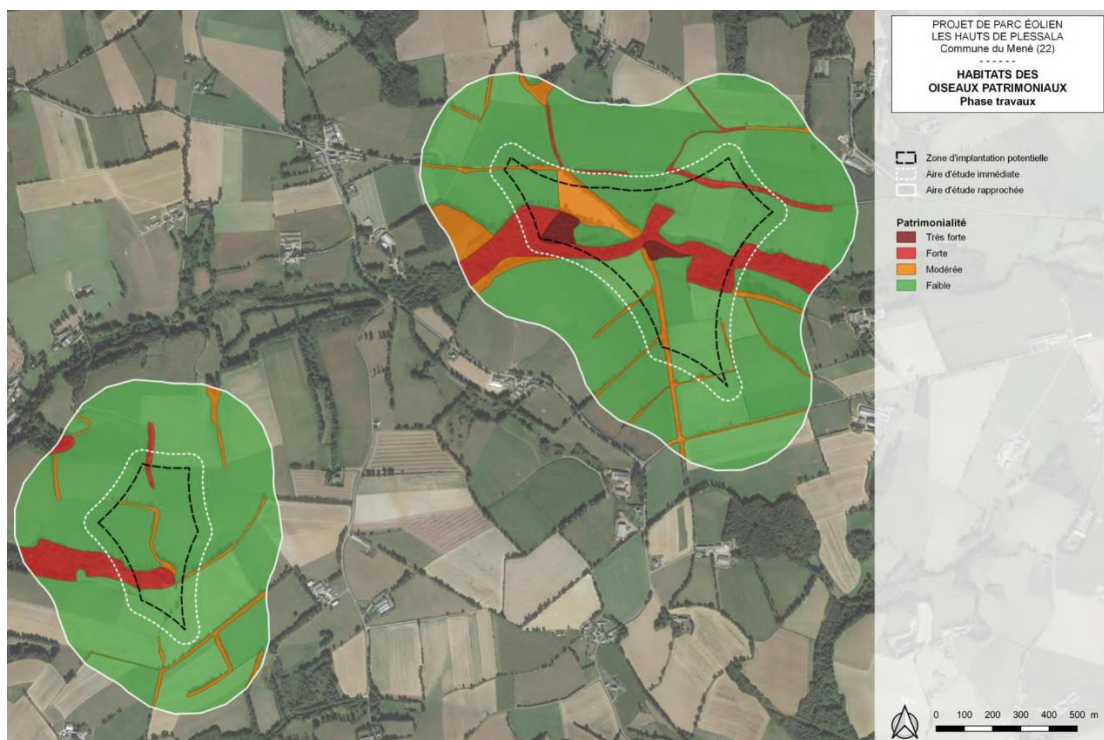 PROJET DE PARC ÉOLIEN
LES HAUTS DE PLESSALA
Commune du Mené (22)
- - - - - -
HABITATS DES
OISEAUX PATRIMONIAUX
Phase travaux
Zone d'implantation potentielle
Aire d'étude immédiate
Aire d'étude rapprochée
Patrimonialité
Très forte
Forte
Modérée
Faible
0 100 200 300 400 500 m